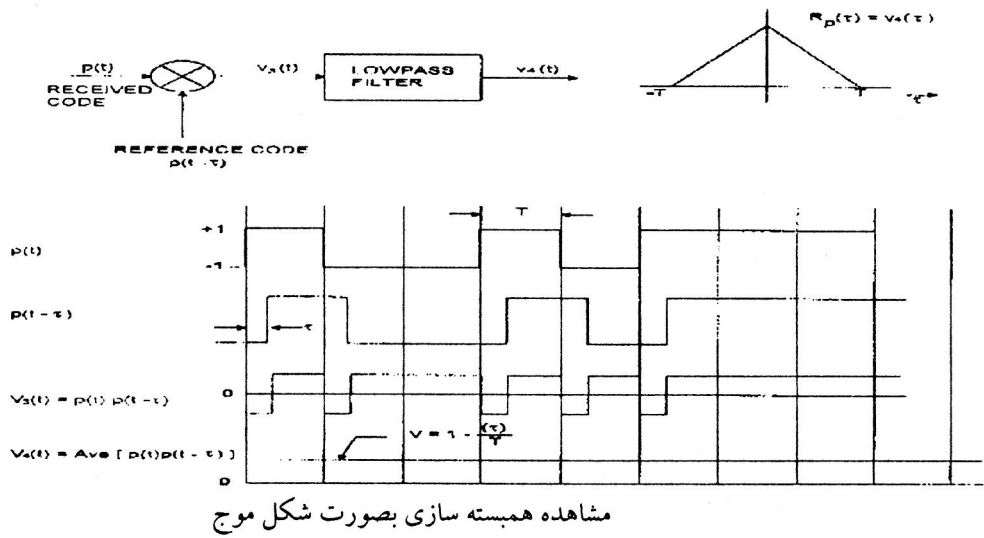 p(t)
RECEIVED
CODE
REFERENCE CODE
p(t - τ)
v₃(t)
LOWPASS
FILTER
v₄(t)
Rₚ(τ) = v₄(τ)
-T
T
τ
T
p(t)
+1
-1
p(t - τ)
τ
V₃(t) = p(t) p(t - τ)
0
V₄(t) = Ave [ p(t)p(t - τ) ]
V = 1 - (τ)/T
0
مشاهده همبسته سازی بصورت شکل موج